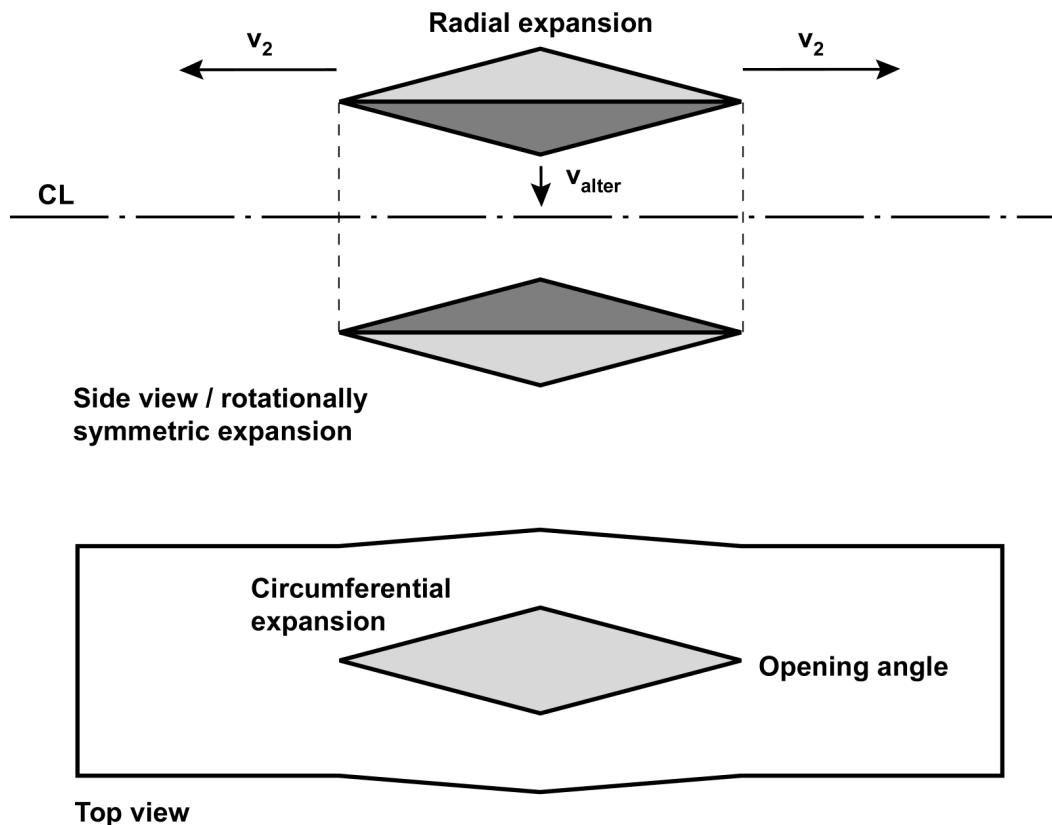 Radial expansion
v2
v2
valter
CL
Side view / rotationally
symmetric expansion
Circumferential
expansion
Opening angle
Top view